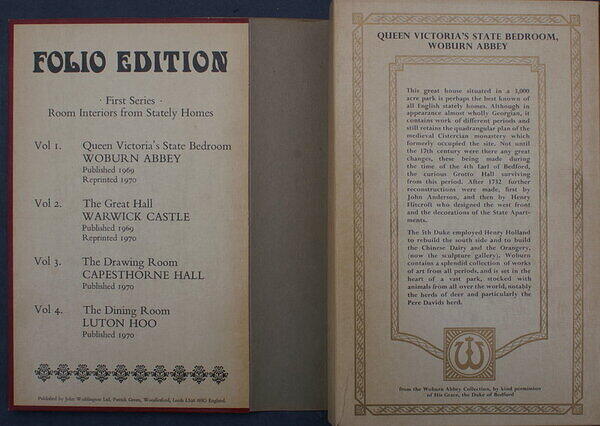 FOLIO EDITION
· First Series ·
Room Interiors from Stately Homes
Vol 1. Queen Victoria's State Bedroom
WOBURN ABBEY
Published 1969
Reprinted 1970
Vol 2. The Great Hall
WARWICK CASTLE
Published 1969
Reprinted 1970
Vol 3. The Drawing Room
CAPESTHORNE HALL
Published 1970
Vol 4. The Dining Room
LUTON HOO
Published 1970
Published by John Waddington Ltd, Patrick Green, Woodlesford, Leeds LS26 8HG England.
QUEEN VICTORIA'S STATE BEDROOM,
WOBURN ABBEY
This great house situated in a 3,000
acre park is perhaps the best known of
all English stately homes. Although in
appearance almost wholly Georgian, it
contains work of different periods and
still retains the quadrangular plan of the
medieval Cistercian monastery which
formerly occupied the site. Not until
the 17th century were there any great
changes, these being made during
the time of the 4th Earl of Bedford,
the curious Grotto Hall surviving
from this period. After 1732 further
reconstructions were made, first by
John Anderson, and then by Henry
Flitcroft who designed the west front
and the decorations of the State Apart-
ments.
The 5th Duke employed Henry Holland
to rebuild the south side and to build
the Chinese Dairy and the Orangery,
(now the sculpture gallery). Woburn
contains a splendid collection of works
of art from all periods, and is set in the
heart of a vast park, stocked with
animals from all over the world, notably
the herds of deer and particularly the
Pere Davids herd.
from the Woburn Abbey Collection, by kind permission
of His Grace, the Duke of Bedford